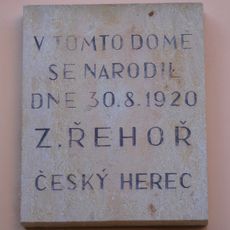 V TOMTO DOMĚ
SE NARODIL
DNE 30.8.1920
Z. ŘEHOŘ
ČESKÝ HEREC